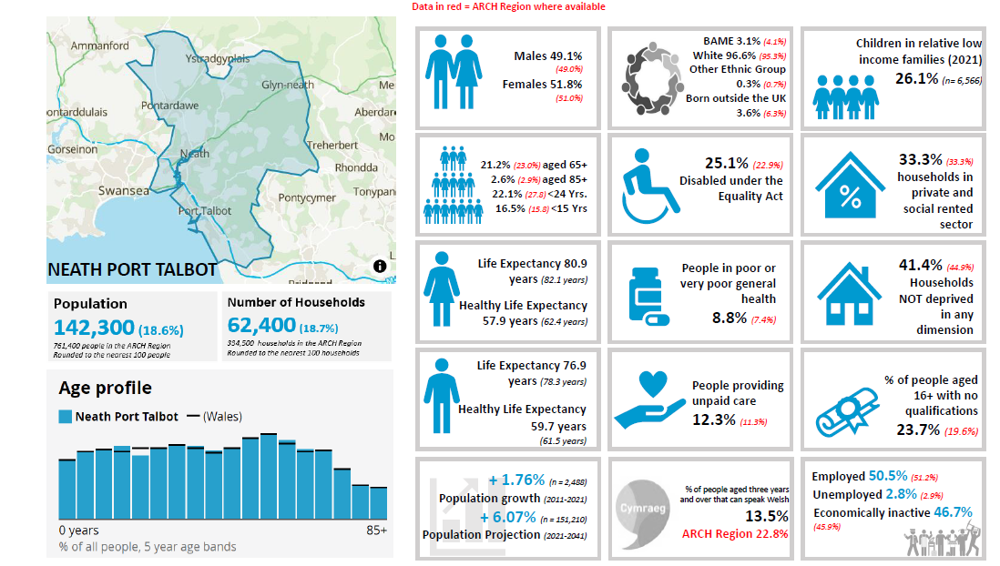 Data in red = ARCH Region where available
Ammanford
Ystradgynlais
Glyn-neath
Me
ontarddulais
Pontardawe
Aberdar
Mo
Gorseinon
Neath
Treherbert
Rhondda
Swansea
Pontycymer
Tonypan
Port Talbot
L
NEATH PORT TALBOT
Bridgend
Population
142,300 (18.6%)
761,400 people in the ARCH Region
Rounded to the nearest 100 people
Number of Households
62,400 (18.7%)
334,500 households in the ARCH Region
Rounded to the nearest 100 households
Age profile
Neath Port Talbot
(Wales)
0 years
85+
% of all people, 5 year age bands
Males 49.1%
(49.0%)
Females 51.8%
(51.0%)
BAME 3.1% (4.1%)
White 96.6% (95.3%)
Other Ethnic Group
0.3% (0.7%)
Born outside the UK
3.6% (6.3%)
Children in relative low
income families (2021)
26.1% (n= 6,566)
21.2% (23.0%) aged 65+
2.6% (2.9%) aged 85+
22.1% (27.8) <24 Yrs.
16.5% (15.8) <15 Yrs
25.1% (22.9%)
Disabled under the
Equality Act
%
33.3% (33.3%)
households in
private and
social rented
sector
Life Expectancy 80.9
years (82.1 years)
Healthy Life Expectancy
57.9 years (62.4 years)
People in poor or
very poor general
health
8.8% (7.4%)
41.4% (44.9%)
Households
NOT deprived
in any
dimension
Life Expectancy 76.9
years (78.3 years)
Healthy Life Expectancy
59.7 years
(61.5 years)
People providing
unpaid care
12.3% (11.3%)
% of people aged
16+ with no
qualifications
23.7% (19.6%)
+ 1.76% (n = 2,488)
Population growth (2011-2021)
+ 6.07% (n = 151,210)
Population Projection (2021-2041)
Cymraeg
% of people aged three years
and over that can speak Welsh
13.5%
ARCH Region 22.8%
Employed 50.5% (51.2%)
Unemployed 2.8% (2.9%)
Economically inactive 46.7%
(45.9%)